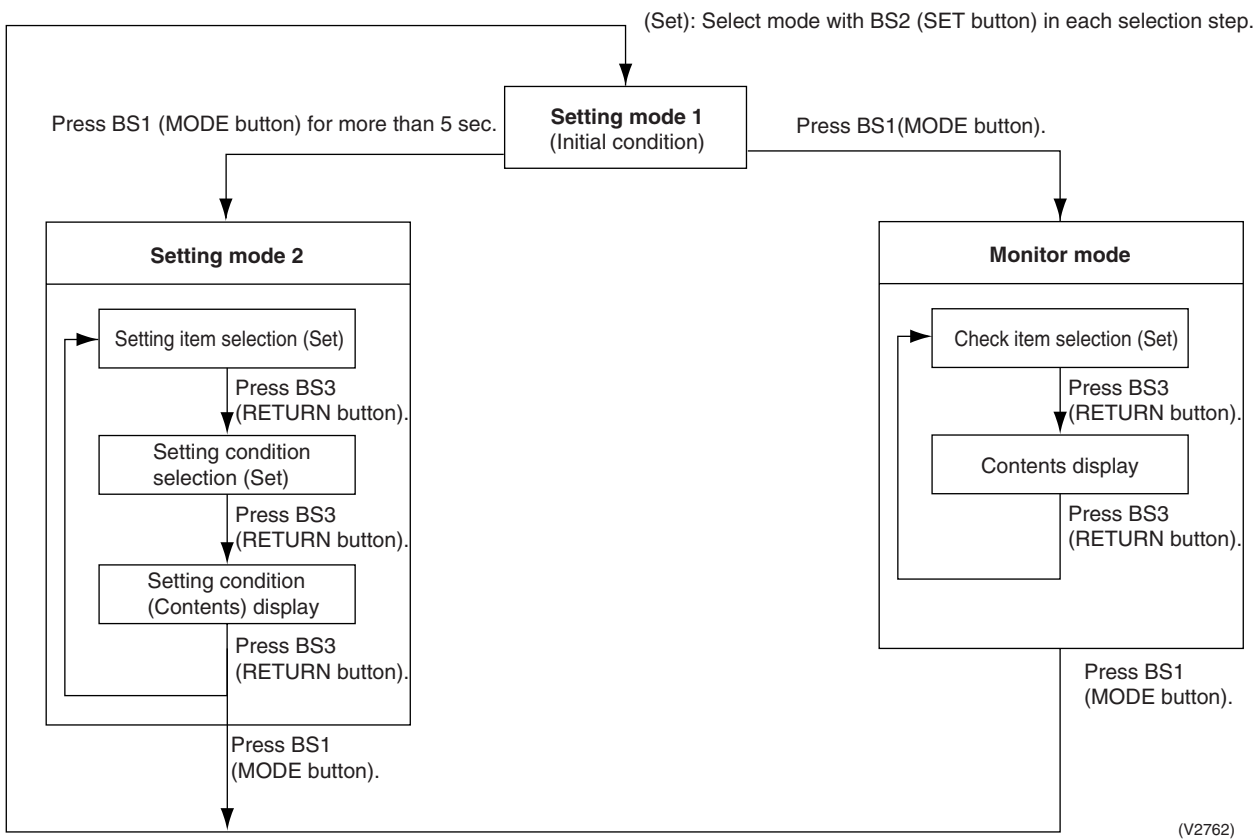 (Set): Select mode with BS2 (SET button) in each selection step.
Setting mode 1
(Initial condition)
Press BS1 (MODE button) for more than 5 sec.
Press BS1(MODE button).
Setting mode 2
Setting item selection (Set)
Press BS3
(RETURN button).
Setting condition
selection (Set)
Press BS3
(RETURN button).
Setting condition
(Contents) display
Press BS3
(RETURN button).
Press BS1
(MODE button).
Monitor mode
Check item selection (Set)
Press BS3
(RETURN button).
Contents display
Press BS3
(RETURN button).
Press BS1
(MODE button).
(V2762)